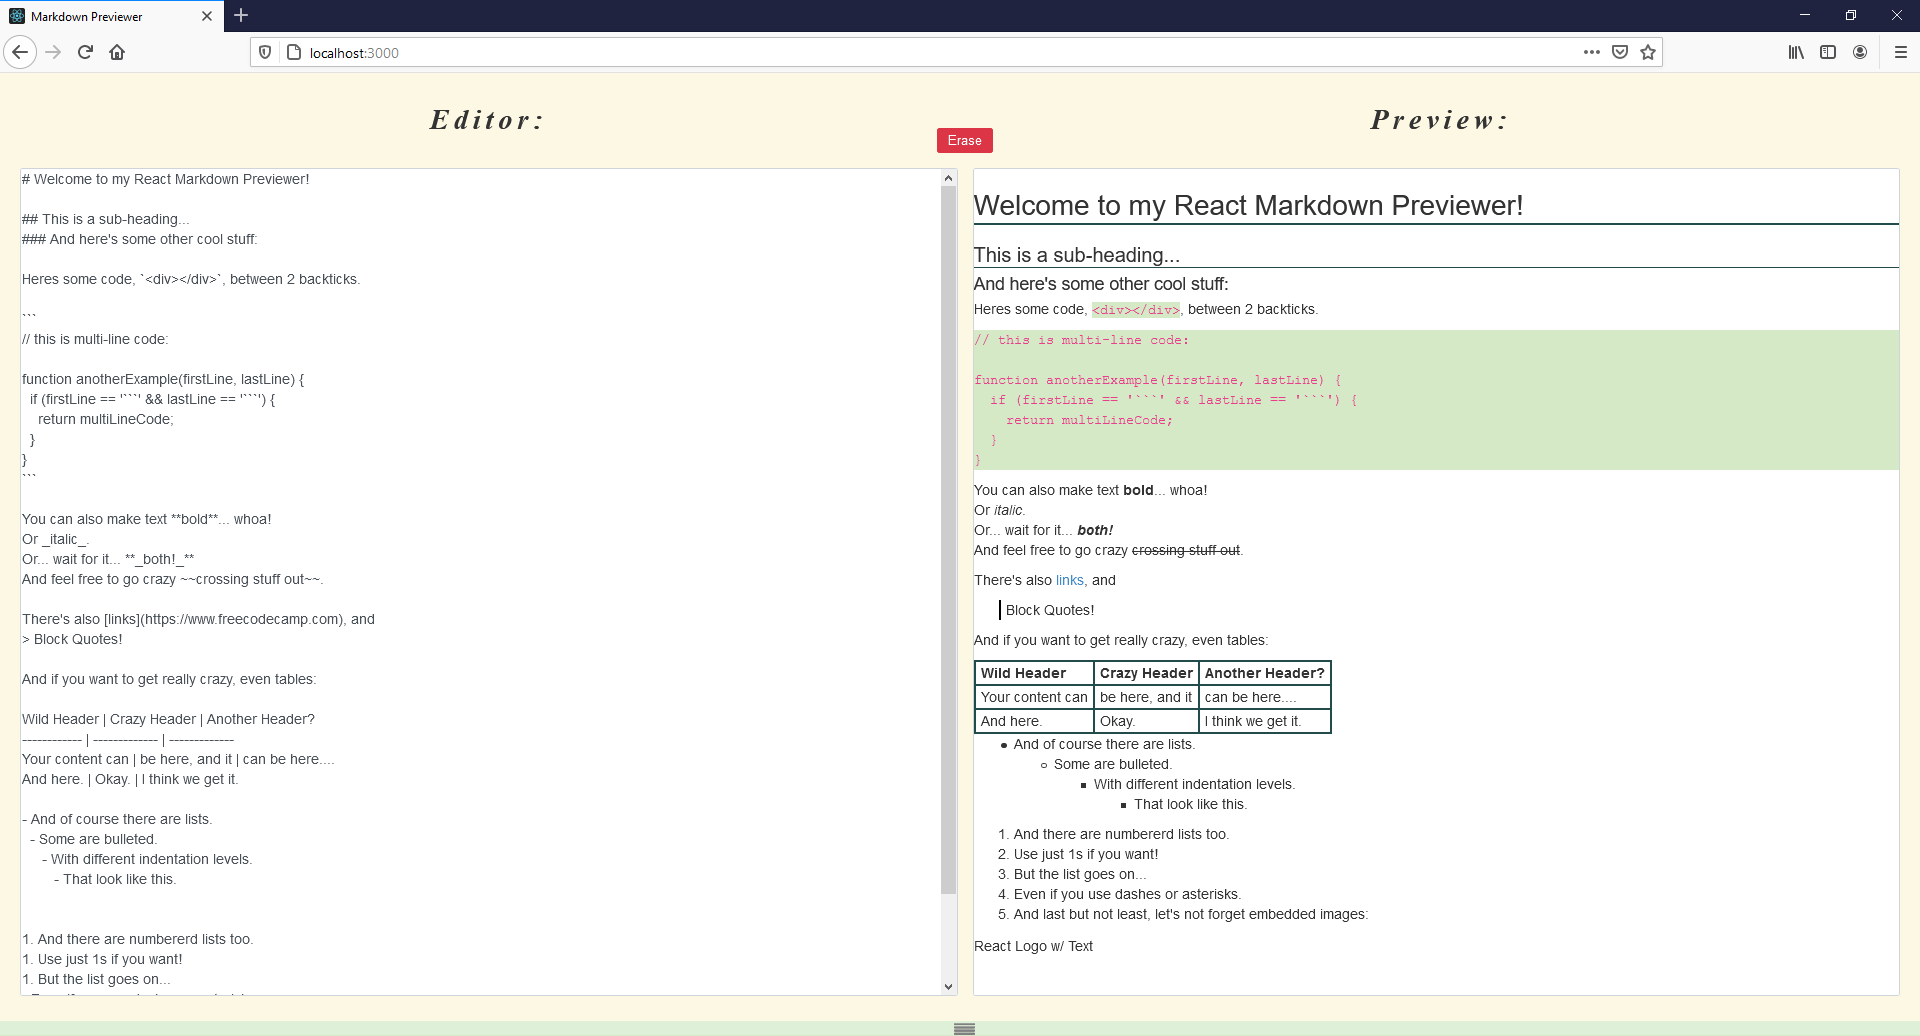 Markdown Previewer
localhost:3000
Editor:
Preview:
Erase
# Welcome to my React Markdown Previewer!
## This is a sub-heading...
### And here's some other cool stuff:
Heres some code, `<div></div>`, between 2 backticks.
```
// this is multi-line code:
function anotherExample(firstLine, lastLine) {
  if (firstLine == '```' && lastLine == '```') {
    return multiLineCode;
  }
}
```
You can also make text **bold**... whoa!
Or _italic_.
Or... wait for it... **_both!_**
And feel free to go crazy ~~crossing stuff out~~.
There's also [links](https://www.freecodecamp.com), and
> Block Quotes!
And if you want to get really crazy, even tables:
Wild Header | Crazy Header | Another Header?
------------ | ------------- | -------------
Your content can | be here, and it | can be here....
And here. | Okay. | I think we get it.
- And of course there are lists.
  - Some are bulleted.
     - With different indentation levels.
        - That look like this.
1. And there are numbererd lists too.
1. Use just 1s if you want!
1. But the list goes on...
Welcome to my React Markdown Previewer!
This is a sub-heading...
And here's some other cool stuff:
Heres some code, <div></div>, between 2 backticks.
// this is multi-line code:
function anotherExample(firstLine, lastLine) {
  if (firstLine == '```' && lastLine == '```') {
    return multiLineCode;
  }
}
You can also make text bold... whoa!
Or italic.
Or... wait for it... both!
And feel free to go crazy crossing stuff out.
There's also links, and
Block Quotes!
And if you want to get really crazy, even tables:
Wild Header Crazy Header Another Header?
Your content can be here, and it can be here....
And here. Okay. I think we get it.
And of course there are lists.
Some are bulleted.
With different indentation levels.
That look like this.
1. And there are numbererd lists too.
2. Use just 1s if you want!
3. But the list goes on...
4. Even if you use dashes or asterisks.
5. And last but not least, let's not forget embedded images:
React Logo w/ Text